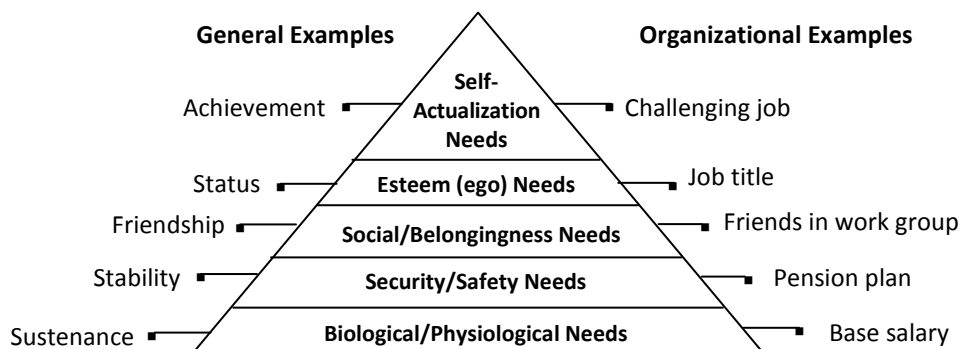 General Examples
Organizational Examples
Self-
Actualization
Needs
Achievement
Challenging job
Status
Esteem (ego) Needs
Job title
Friendship
Social/Belongingness Needs
Friends in work group
Stability
Security/Safety Needs
Pension plan
Sustenance
Biological/Physiological Needs
Base salary